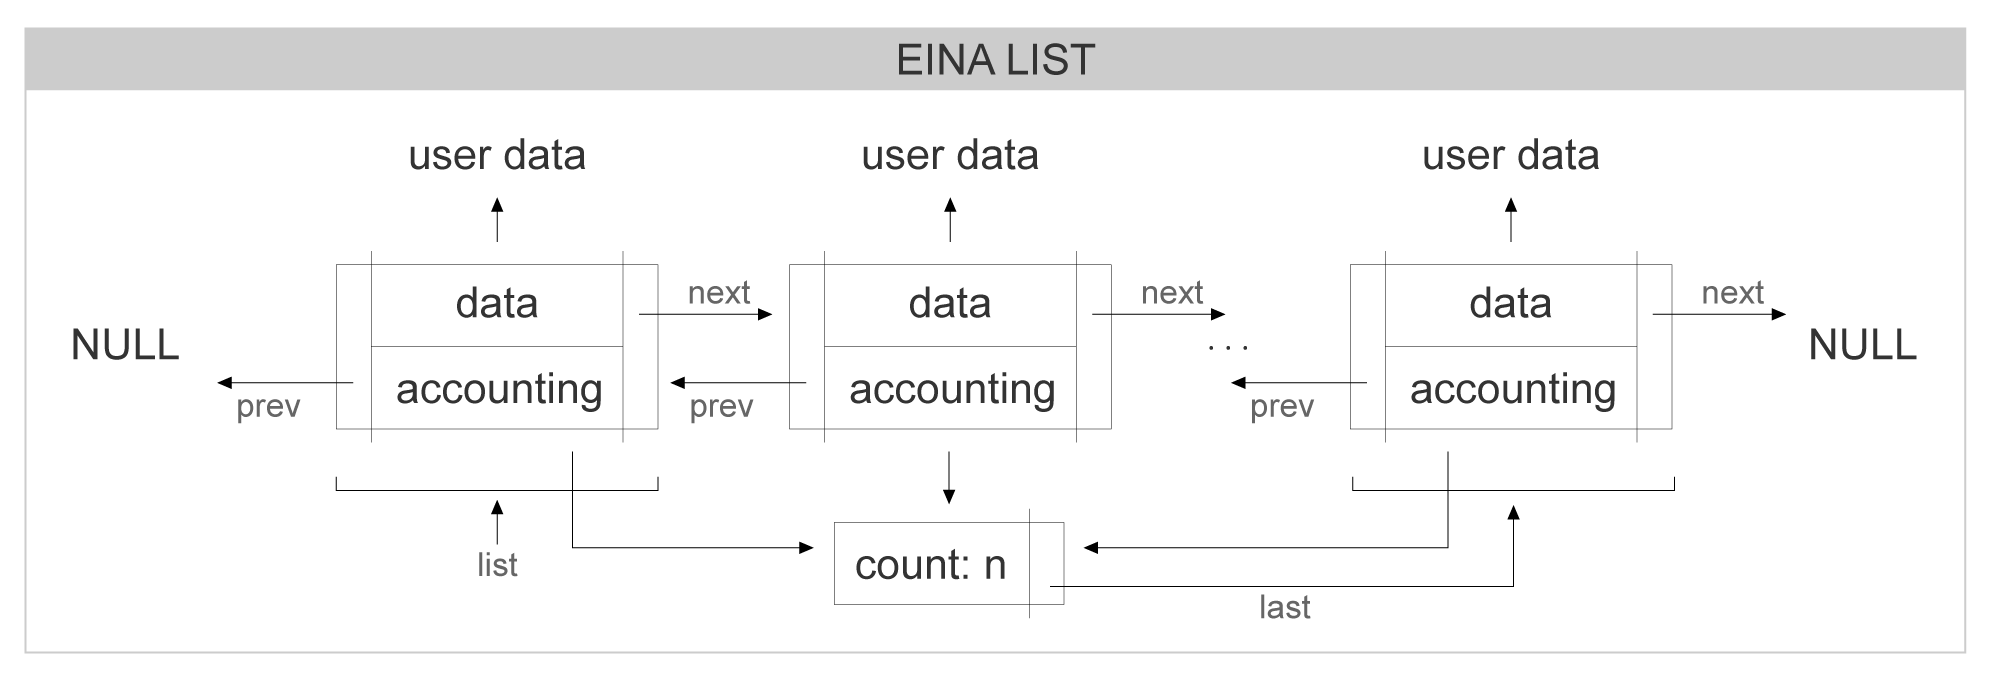 EINA LIST
user data
user data
user data
data
next
data
next
data
next
NULL
. . .
NULL
prev
accounting
prev
accounting
prev
accounting
list
count: n
last